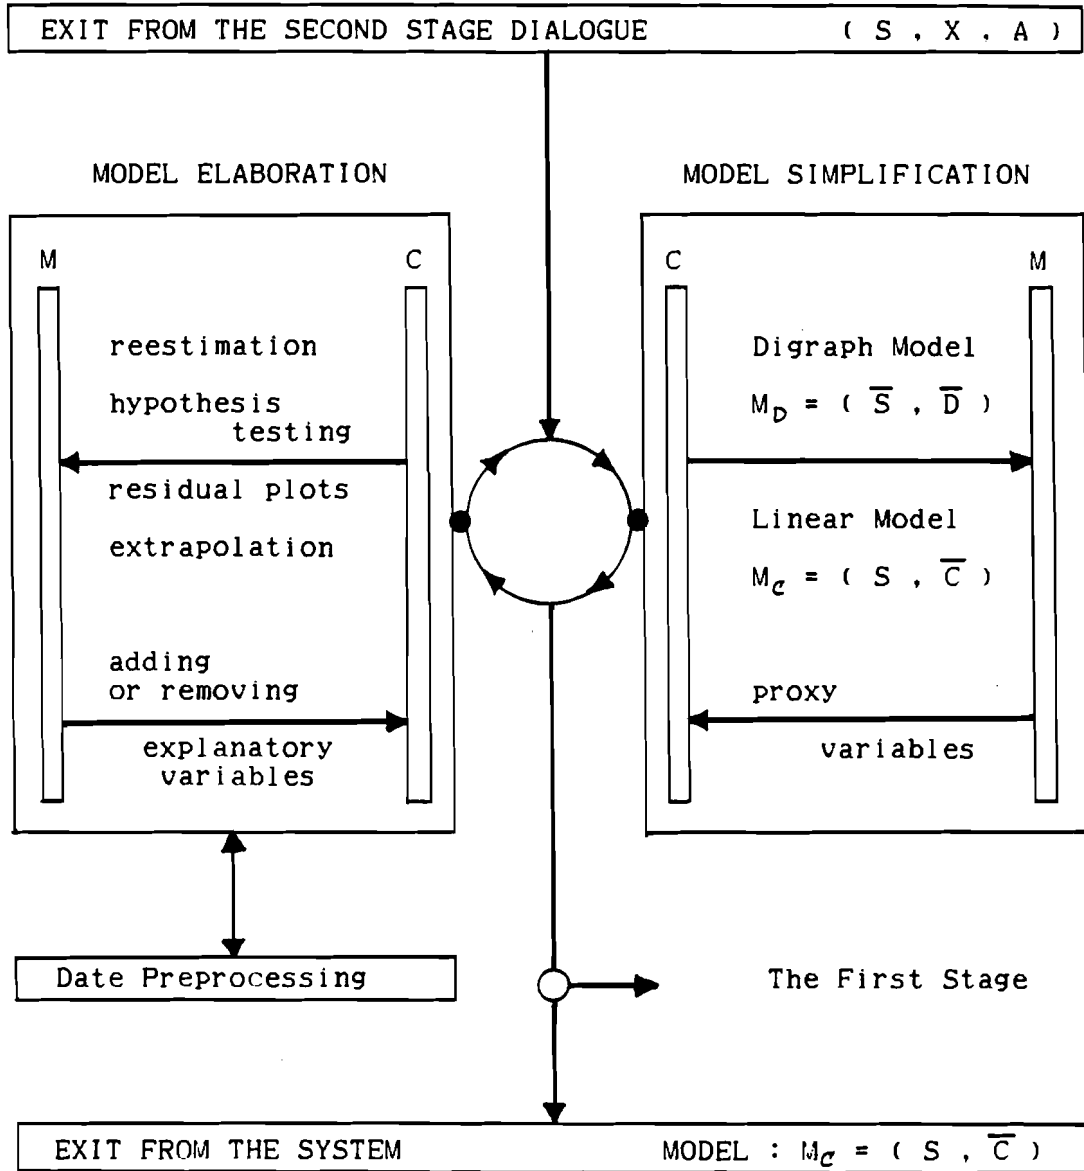 EXIT FROM THE SECOND STAGE DIALOGUE ( S , X , A )
MODEL ELABORATION
M C
reestimation
hypothesis
testing
residual plots
extrapolation
adding
or removing
explanatory
variables
MODEL SIMPLIFICATION
C M
Digraph Model
M_D = ( S̅ , D̅ )
Linear Model
M_C = ( S , C̅ )
proxy
variables
Date Preprocessing
The First Stage
EXIT FROM THE SYSTEM MODEL : M_C = ( S , C̅ )